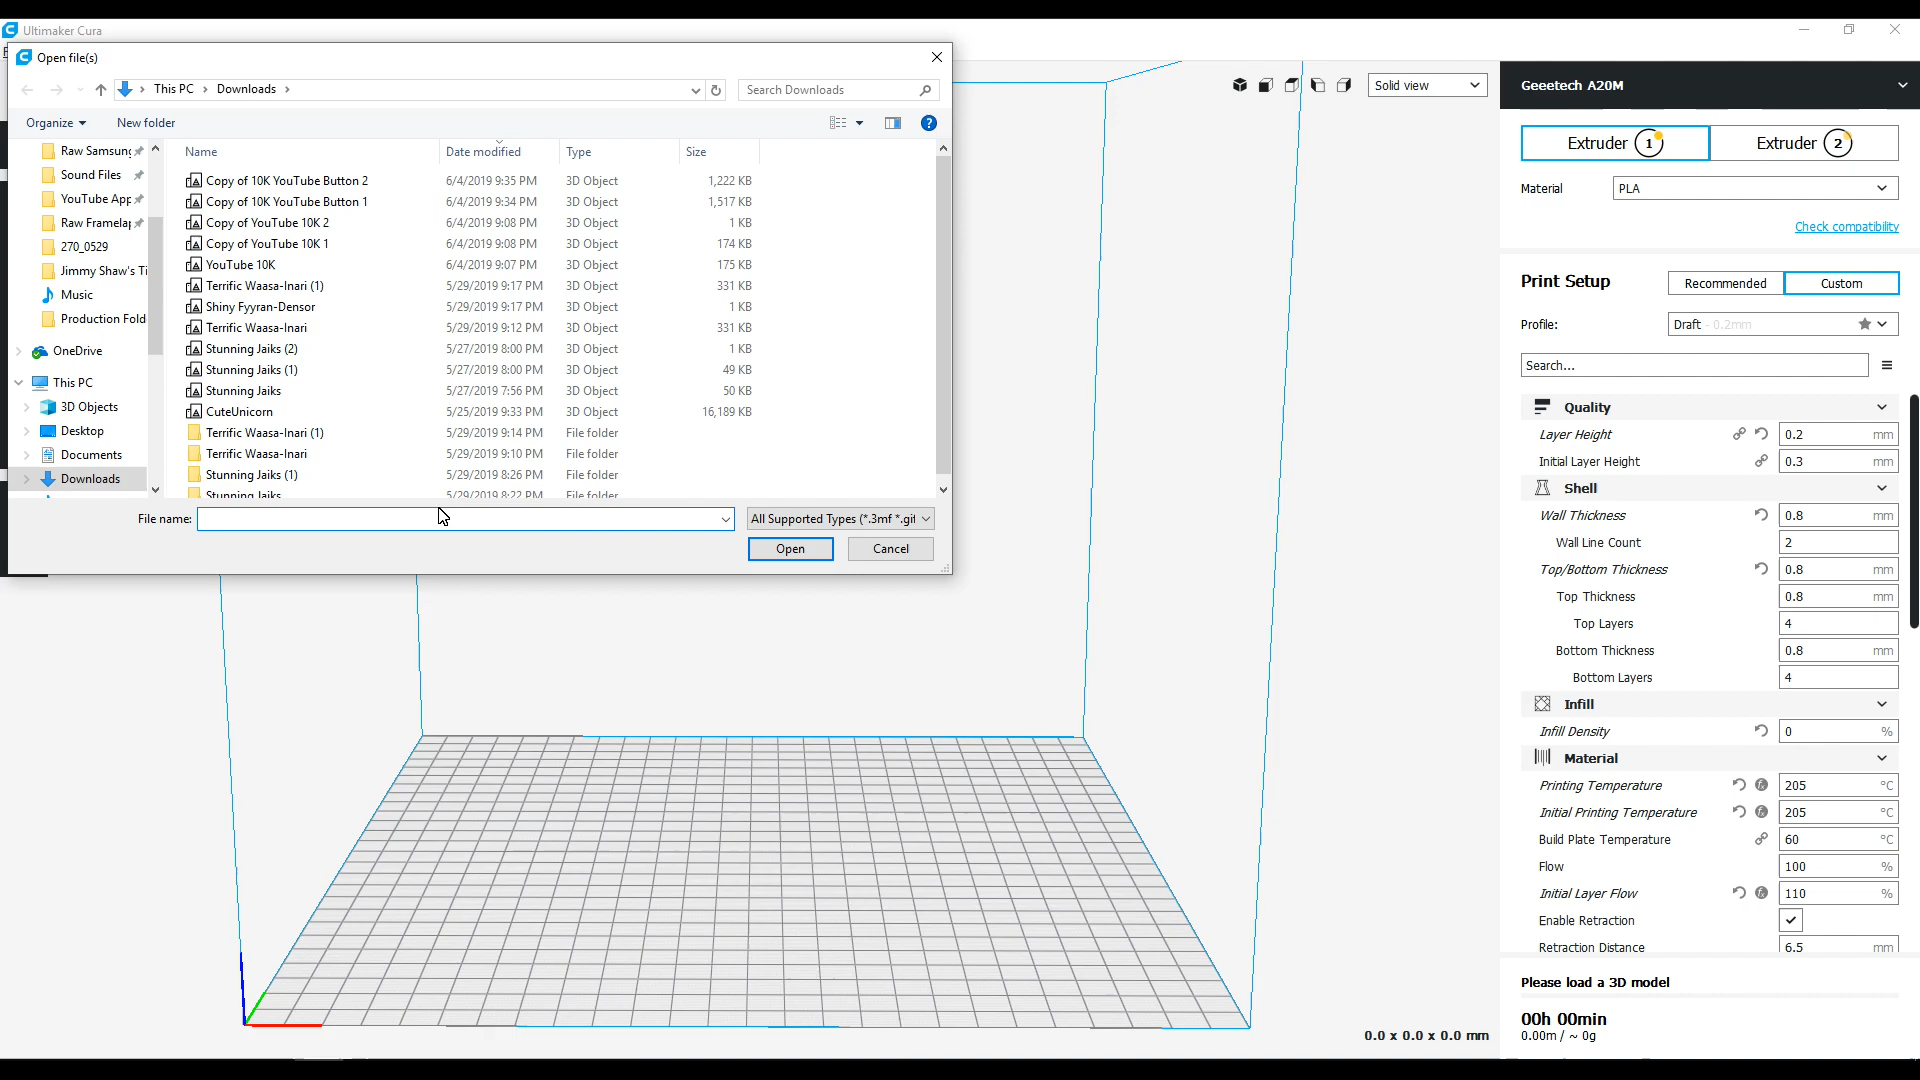 Ultimaker Cura
Open file(s)
This PC > Downloads >
Search Downloads
Organize
New folder
Raw Samsung
Sound Files
YouTube App
Raw Framelap
270_0529
Jimmy Shaw's Ti
Music
Production Fold
OneDrive
This PC
3D Objects
Desktop
Documents
Downloads
Name Date modified Type Size
Copy of 10K YouTube Button 2 6/4/2019 9:35 PM 3D Object 1,222 KB
Copy of 10K YouTube Button 1 6/4/2019 9:34 PM 3D Object 1,517 KB
Copy of YouTube 10K 2 6/4/2019 9:08 PM 3D Object 1 KB
Copy of YouTube 10K 1 6/4/2019 9:08 PM 3D Object 174 KB
YouTube 10K 6/4/2019 9:07 PM 3D Object 175 KB
Terrific Waasa-Inari (1) 5/29/2019 9:17 PM 3D Object 331 KB
Shiny Fyyran-Densor 5/29/2019 9:17 PM 3D Object 1 KB
Terrific Waasa-Inari 5/29/2019 9:12 PM 3D Object 331 KB
Stunning Jaiks (2) 5/27/2019 8:00 PM 3D Object 1 KB
Stunning Jaiks (1) 5/27/2019 8:00 PM 3D Object 49 KB
Stunning Jaiks 5/27/2019 7:56 PM 3D Object 50 KB
CuteUnicorn 5/25/2019 9:33 PM 3D Object 16,189 KB
Terrific Waasa-Inari (1) 5/29/2019 9:14 PM File folder
Terrific Waasa-Inari 5/29/2019 9:10 PM File folder
Stunning Jaiks (1) 5/29/2019 8:26 PM File folder
Stunning Jaiks 5/29/2019 8:22 PM File folder
File name:
All Supported Types (*.3mf *.gif
Open
Cancel
Solid view
Geeetech A20M
Extruder 1
Extruder 2
Material PLA
Check compatibility
Print Setup
Recommended
Custom
Profile: Draft - 0.2mm
Search...
Quality
Layer Height 0.2 mm
Initial Layer Height 0.3 mm
Shell
Wall Thickness 0.8 mm
Wall Line Count 2
Top/Bottom Thickness 0.8 mm
Top Thickness 0.8 mm
Top Layers 4
Bottom Thickness 0.8 mm
Bottom Layers 4
Infill
Infill Density 0 %
Material
Printing Temperature 205 °C
Initial Printing Temperature 205 °C
Build Plate Temperature 60 °C
Flow 100 %
Initial Layer Flow 110 %
Enable Retraction
Retraction Distance 6.5 mm
Please load a 3D model
00h 00min
0.00m / ~ 0g
0.0 x 0.0 x 0.0 mm